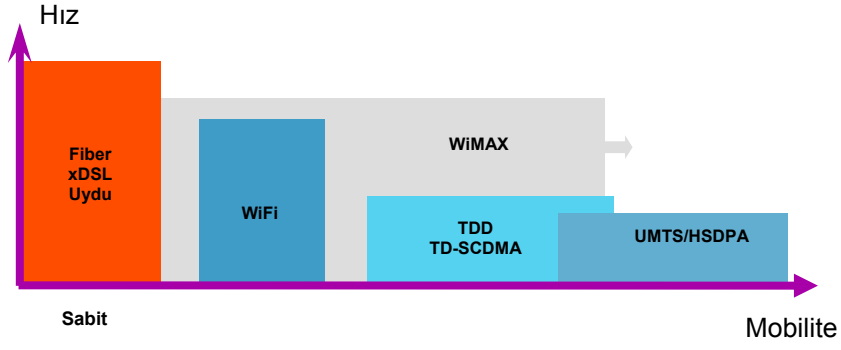 Hız
Fiber
xDSL
Uydu
WiFi
WiMAX
TDD
TD-SCDMA
UMTS/HSDPA
Sabit
Mobilite